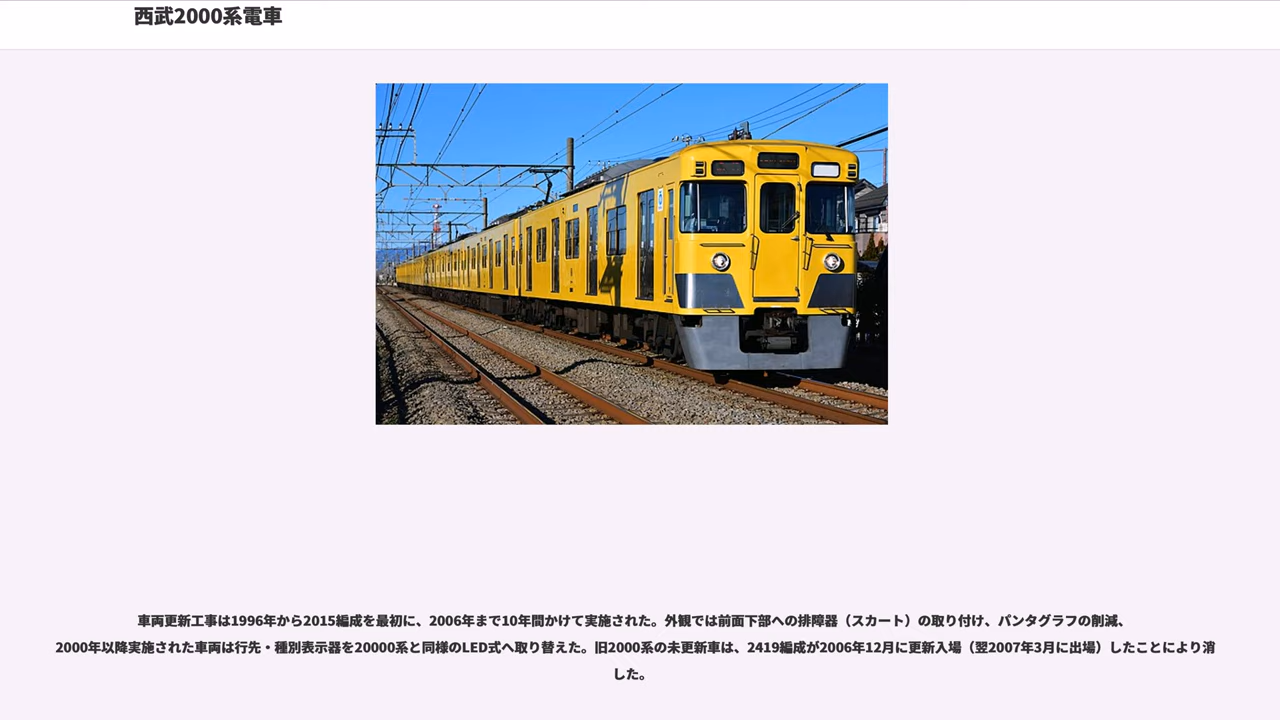 西武2000系電車
車両更新工事は1996年から2015編成を最初に、2006年まで10年間かけて実施された。外観では前面下部への排障器（スカート）の取り付け、パンタグラフの削減、
2000年以降実施された車両は行先・種別表示器を20000系と同様のLED式へ取り替えた。旧2000系の未更新車は、2419編成が2006年12月に更新入場（翌2007年3月に出場）したことにより消
した。